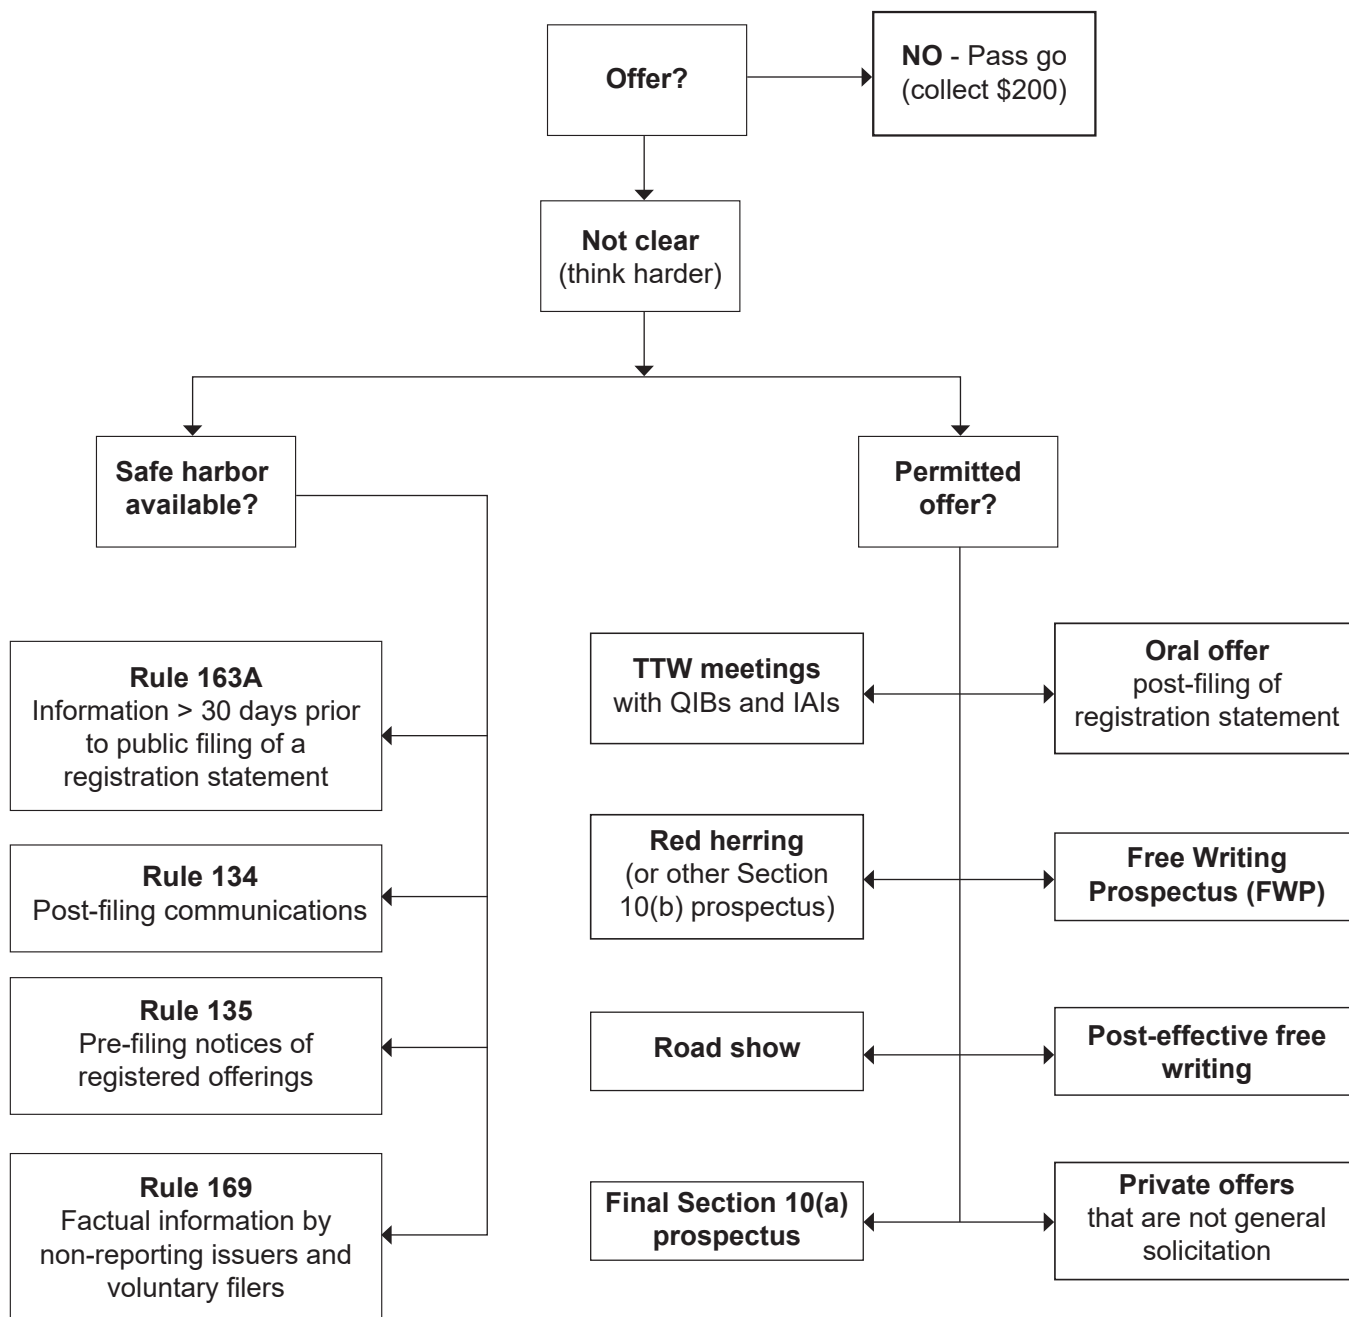 Offer?
NO - Pass go
(collect $200)
Not clear
(think harder)
Safe harbor
available?
Permitted
offer?
Rule 163A
Information > 30 days prior
to public filing of a
registration statement
Rule 134
Post-filing communications
Rule 135
Pre-filing notices of
registered offerings
Rule 169
Factual information by
non-reporting issuers and
voluntary filers
TTW meetings
with QIBs and IAIs
Oral offer
post-filing of
registration statement
Red herring
(or other Section
10(b) prospectus)
Free Writing
Prospectus (FWP)
Road show
Post-effective free
writing
Final Section 10(a)
prospectus
Private offers
that are not general
solicitation